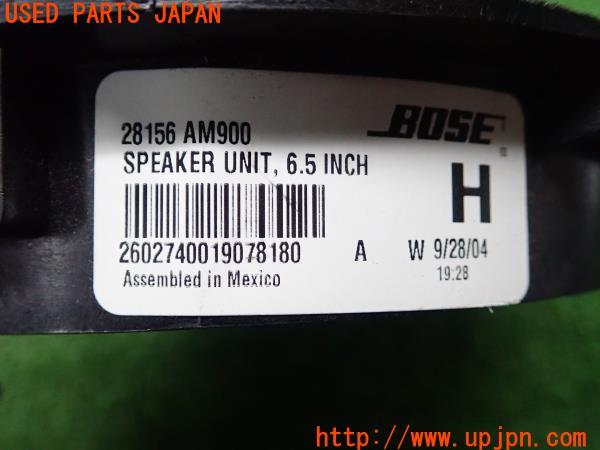 USED PARTS JAPAN
28156 AM900
BOSE
SPEAKER UNIT, 6.5 INCH
H
2602740019078180 A W 9/28/04
19:28
Assembled in Mexico
URL: http://www.upjpn.com/